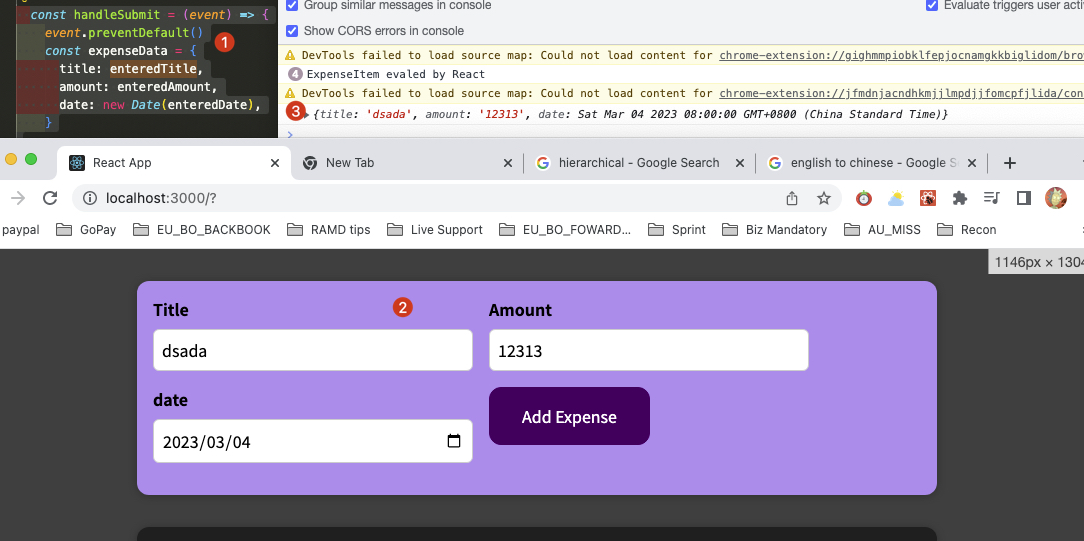 const handleSubmit = (event) => {
event.preventDefault()
1
const expenseData = {
title: enteredTitle,
amount: enteredAmount,
date: new Date(enteredDate),
}
Group similar messages in console
Evaluate triggers user acti
Show CORS errors in console
DevTools failed to load source map: Could not load content for chrome-extension://gighmmpiobklfepjocnamgkkbiglidom/bro
4 ExpenseItem evaled by React
DevTools failed to load source map: Could not load content for chrome-extension://jfmdnjacndhkmjjlmpdjjfomcpfjlida/con
3
{title: 'dsada', amount: '12313', date: Sat Mar 04 2023 08:00:00 GMT+0800 (China Standard Time)}
React App
New Tab
hierarchical - Google Search
english to chinese - Google S
localhost:3000/?
paypal
GoPay
EU_BO_BACKBOOK
RAMD tips
Live Support
EU_BO_FOWARD...
Sprint
Biz Mandatory
AU_MISS
Recon
1146px × 1304
Title
2
Amount
dsada
12313
date
Add Expense
2023/03/04